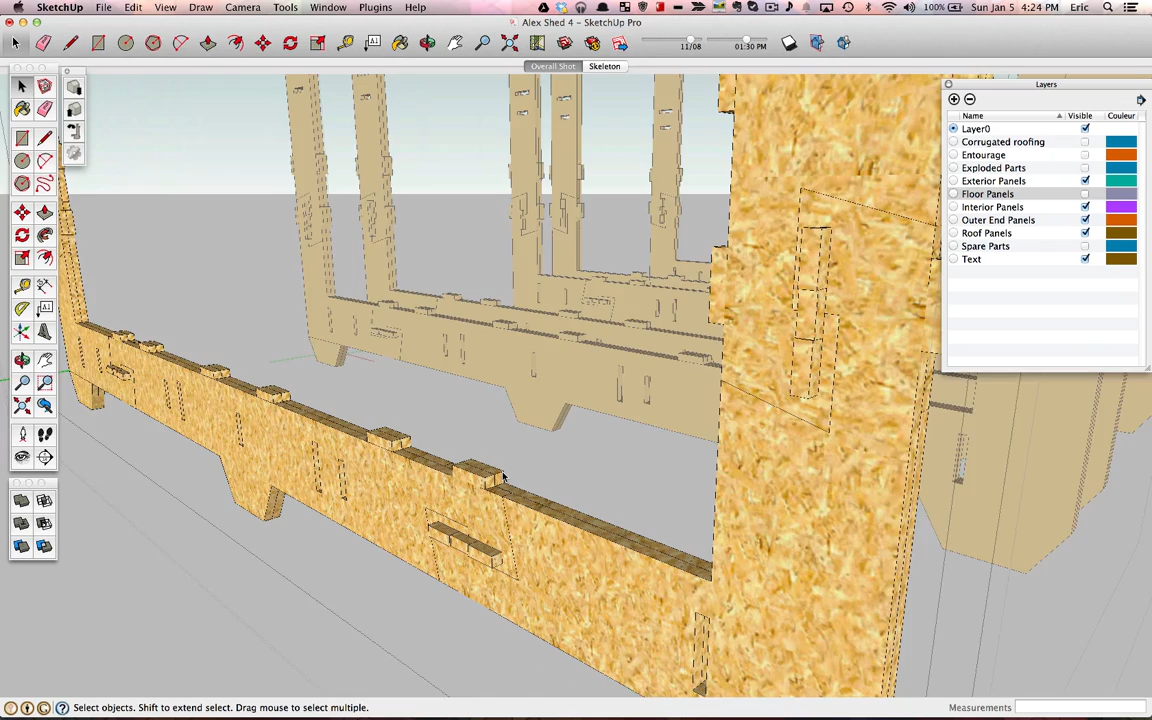 SketchUp File Edit View Draw Camera Tools Window Plugins Help 100% Sun Jan 5 4:24 PM Eric
Alex Shed 4 – SketchUp Pro
11/08 01:30 PM
Overall Shot Skeleton
Layers
Name Visible Couleur
Layer0
Corrugated roofing
Entourage
Exploded Parts
Exterior Panels
Floor Panels
Interior Panels
Outer End Panels
Roof Panels
Spare Parts
Text
Select objects. Shift to extend select. Drag mouse to select multiple. Measurements